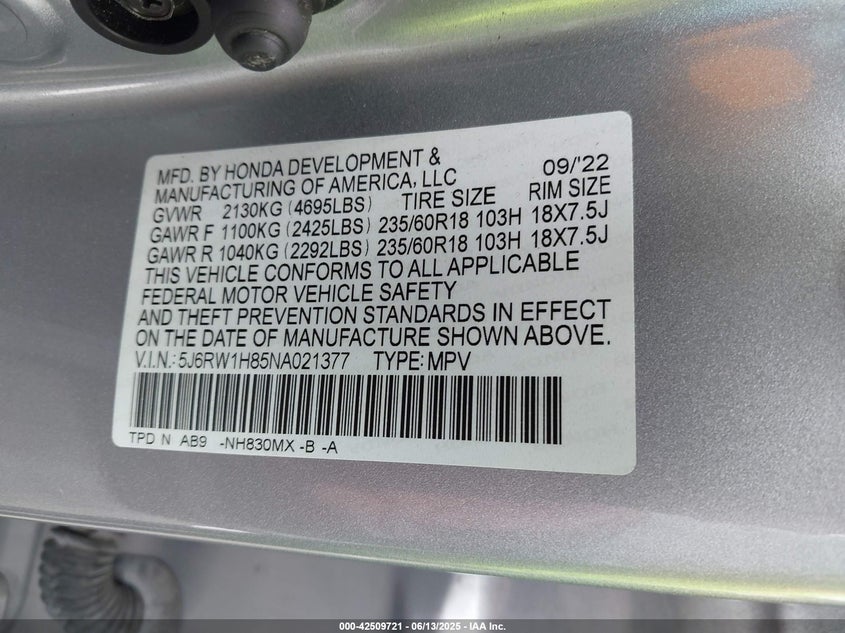 MFD. BY HONDA DEVELOPMENT & 09/'22
MANUFACTURING OF AMERICA, LLC
GVWR 2130KG (4695LBS) TIRE SIZE RIM SIZE
GAWR F 1100KG (2425LBS) 235/60R18 103H 18X7.5J
GAWR R 1040KG (2292LBS) 235/60R18 103H 18X7.5J
THIS VEHICLE CONFORMS TO ALL APPLICABLE
FEDERAL MOTOR VEHICLE SAFETY
AND THEFT PREVENTION STANDARDS IN EFFECT
ON THE DATE OF MANUFACTURE SHOWN ABOVE.
V.I.N.: 5J6RW1H85NA021377 TYPE: MPV
TPD N AB9 -NH830MX -B -A
000-42509721 / 06/13/2025 / IAA Inc.